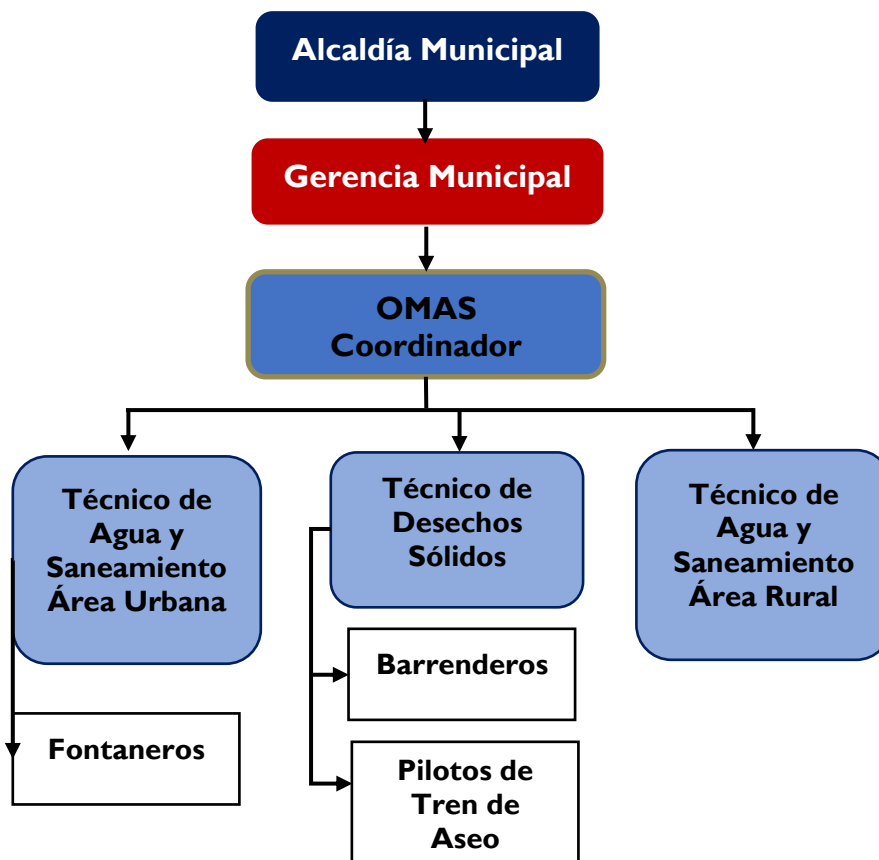 Alcaldía Municipal
Gerencia Municipal
OMAS
Coordinador
Técnico de
Agua y
Saneamiento
Área Urbana
Técnico de
Desechos
Sólidos
Técnico de
Agua y
Saneamiento
Área Rural
Barrenderos
Fontaneros
Pilotos de
Tren de
Aseo